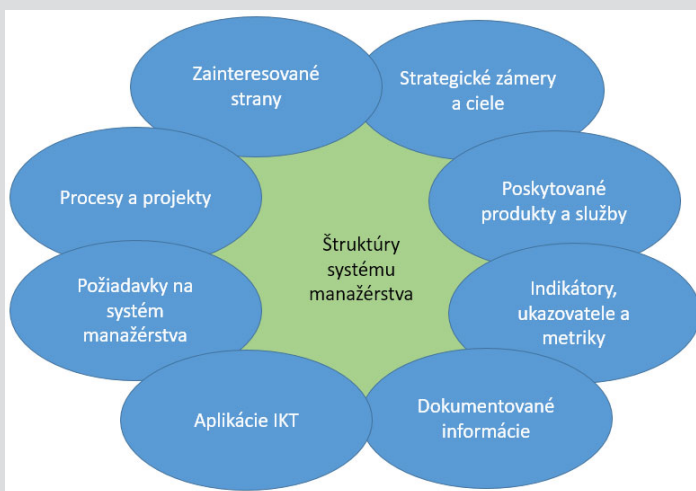 Zainteresované
strany
Strategické zámery
a ciele
Procesy a projekty
Poskytované
produkty a služby
Štruktúry
systému
manažérstva
Požiadavky na
systém
manažérstva
Indikátory,
ukazovatele a
metriky
Aplikácie IKT
Dokumentované
informácie